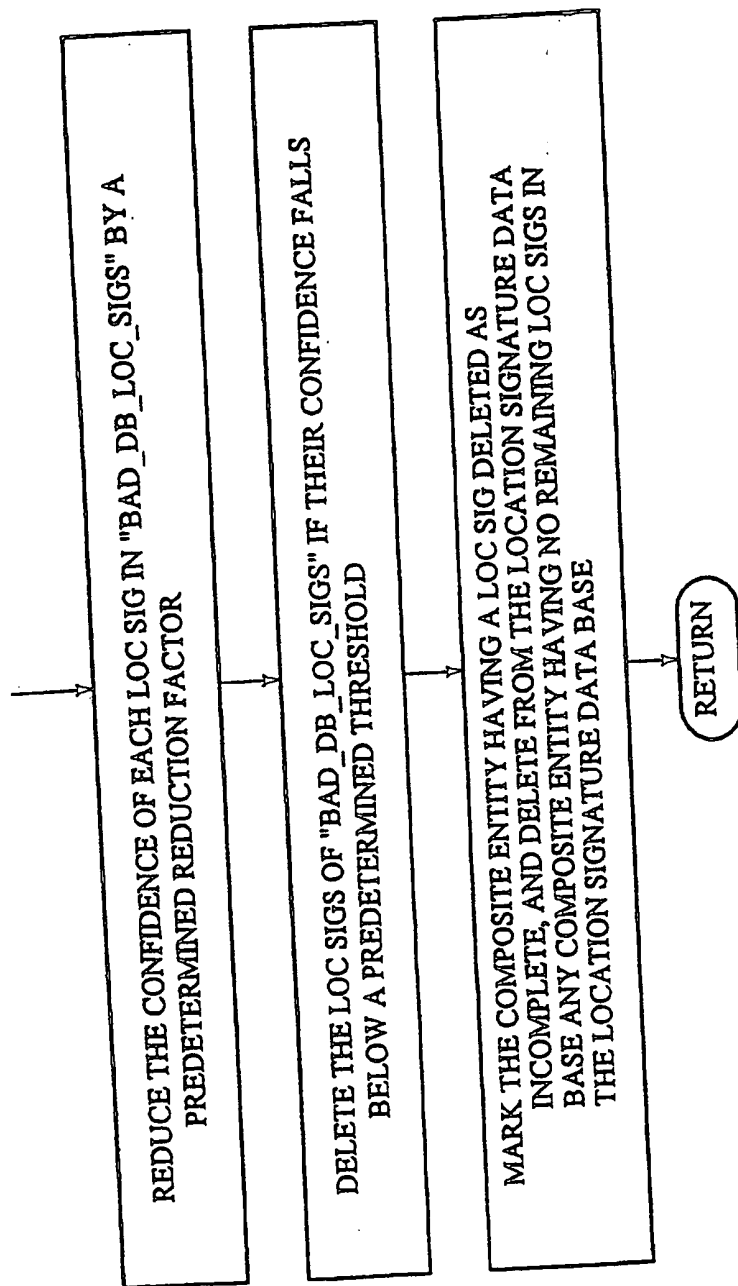 REDUCE THE CONFIDENCE OF EACH LOC SIG IN "BAD_DB_LOC_SIGS" BY A
PREDETERMINED REDUCTION FACTOR
DELETE THE LOC SIGS OF "BAD_DB_LOC_SIGS" IF THEIR CONFIDENCE FALLS
BELOW A PREDETERMINED THRESHOLD
MARK THE COMPOSITE ENTITY HAVING A LOC SIG DELETED AS
INCOMPLETE, AND DELETE FROM THE LOCATION SIGNATURE DATA
BASE ANY COMPOSITE ENTITY HAVING NO REMAINING LOC SIGS IN
THE LOCATION SIGNATURE DATA BASE
RETURN